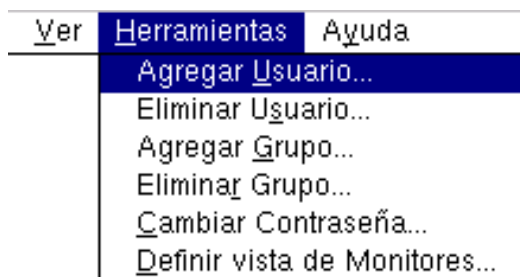 Ver Herramientas Ayuda
Agregar Usuario...
Eliminar Usuario...
Agregar Grupo...
Eliminar Grupo...
Cambiar Contraseña...
Definir vista de Monitores...